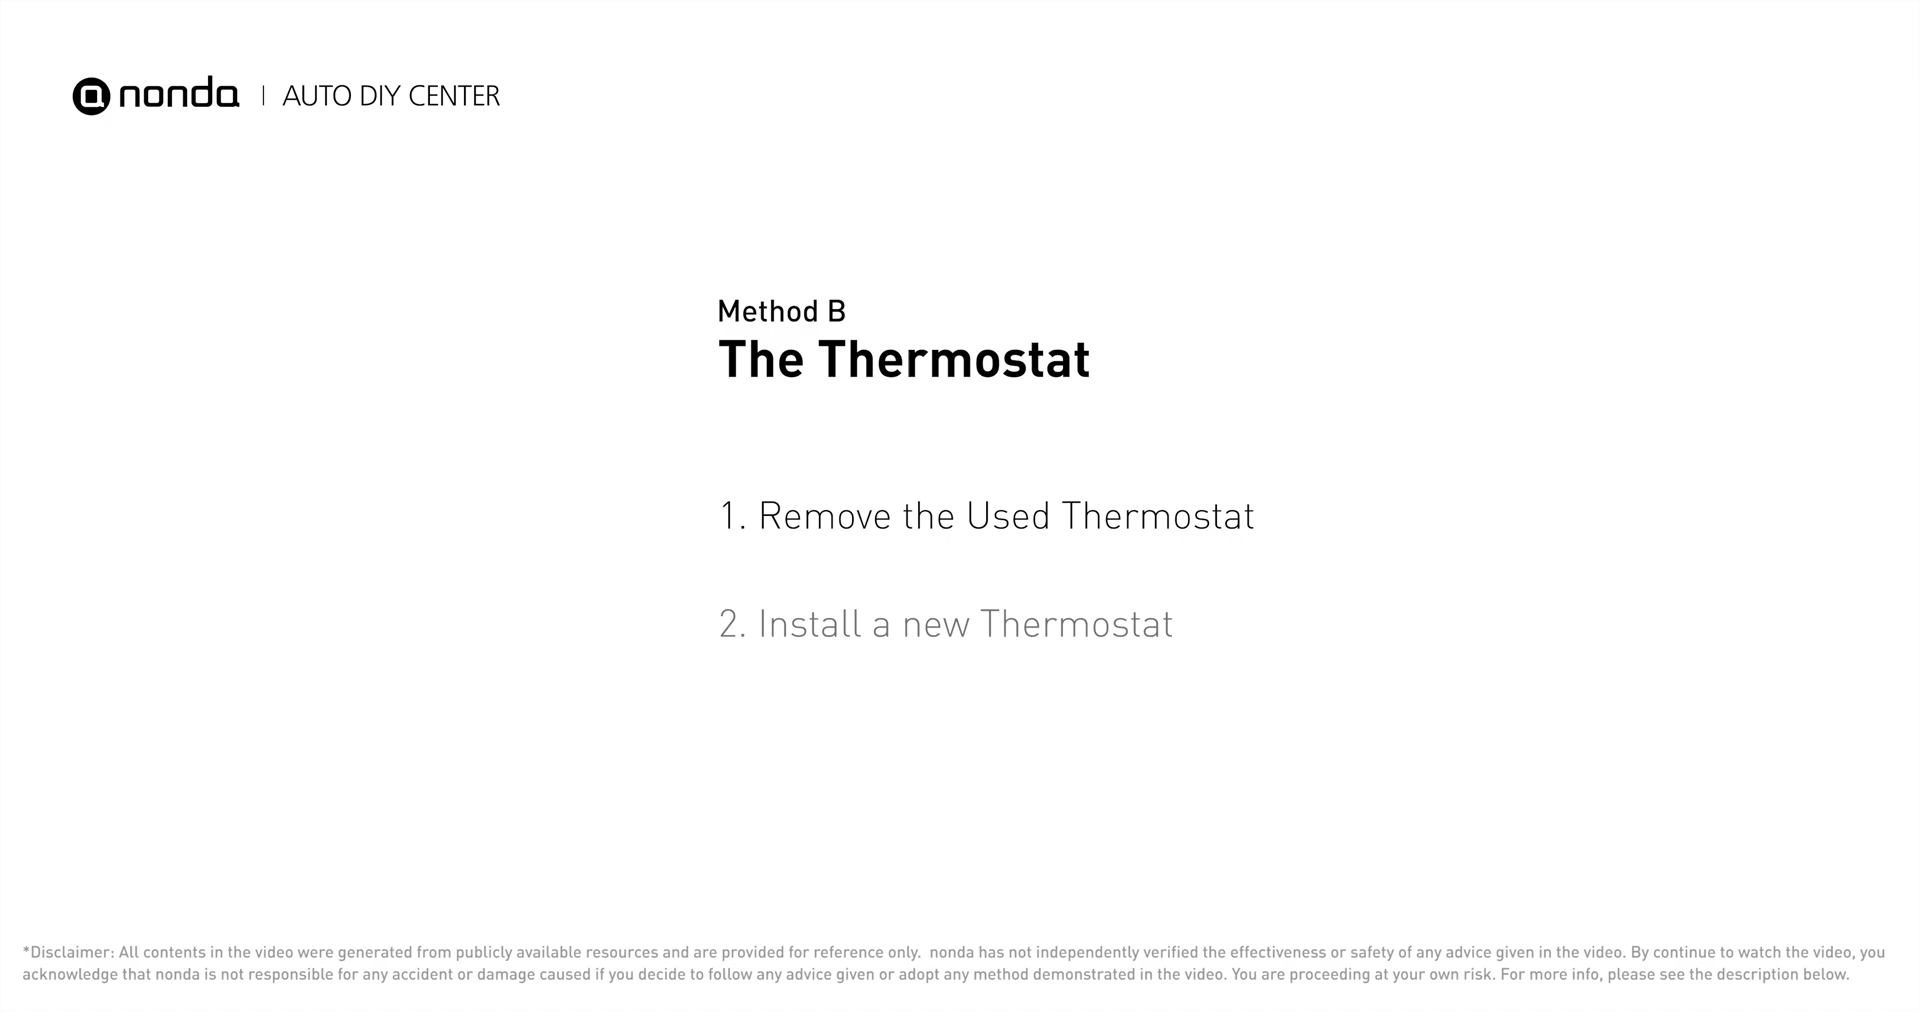 nonda | AUTO DIY CENTER
Method B
The Thermostat
1. Remove the Used Thermostat
2. Install a new Thermostat
*Disclaimer: All contents in the video were generated from publicly available resources and are provided for reference only.  nonda has not independently verified the effectiveness or safety of any advice given in the video. By continue to watch the video, you
acknowledge that nonda is not responsible for any accident or damage caused if you decide to follow any advice given or adopt any method demonstrated in the video. You are proceeding at your own risk. For more info, please see the description below.